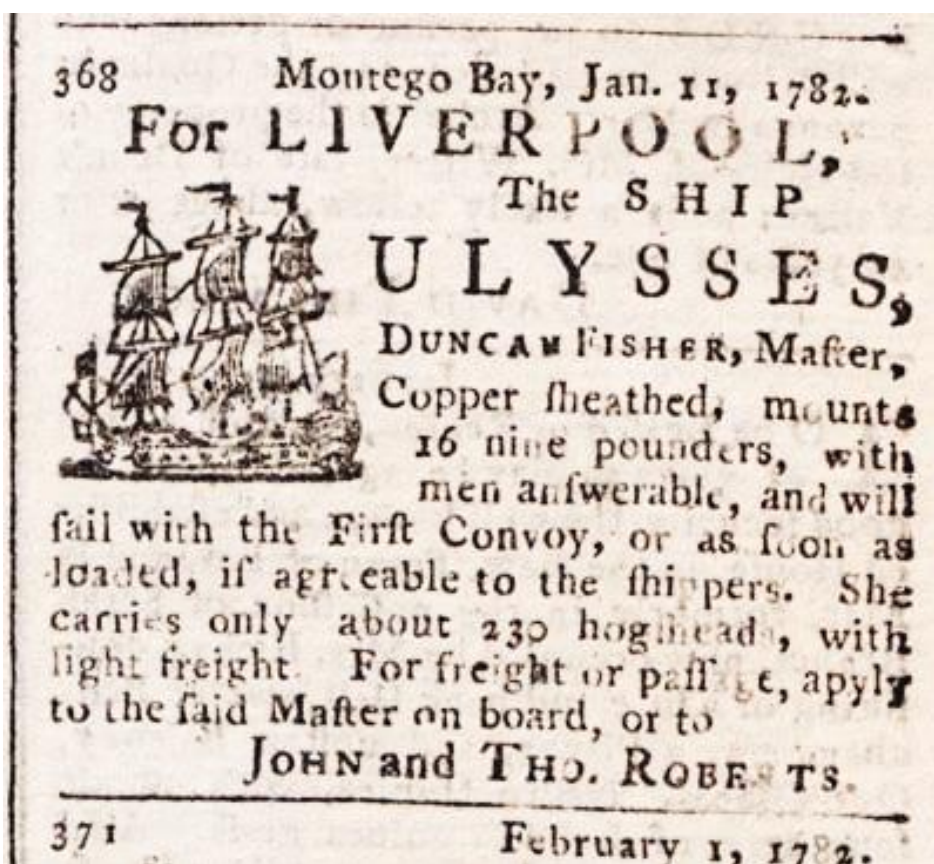 368 Montego Bay, Jan. 11, 1782.
For LIVERPOOL,
The SHIP
ULYSSES,
DUNCAN FISHER, Maſter,
Copper ſheathed, mounts
16 nine pounders, with
men anſwerable, and will
ſail with the Firſt Convoy, or as ſoon as
loaded, if agreeable to the ſhippers. She
carries only about 230 hogſheads, with
light freight. For freight or paſſage, apyly
to the ſaid Maſter on board, or to
JOHN and THO. ROBERTS.
371 February 1, 1782.